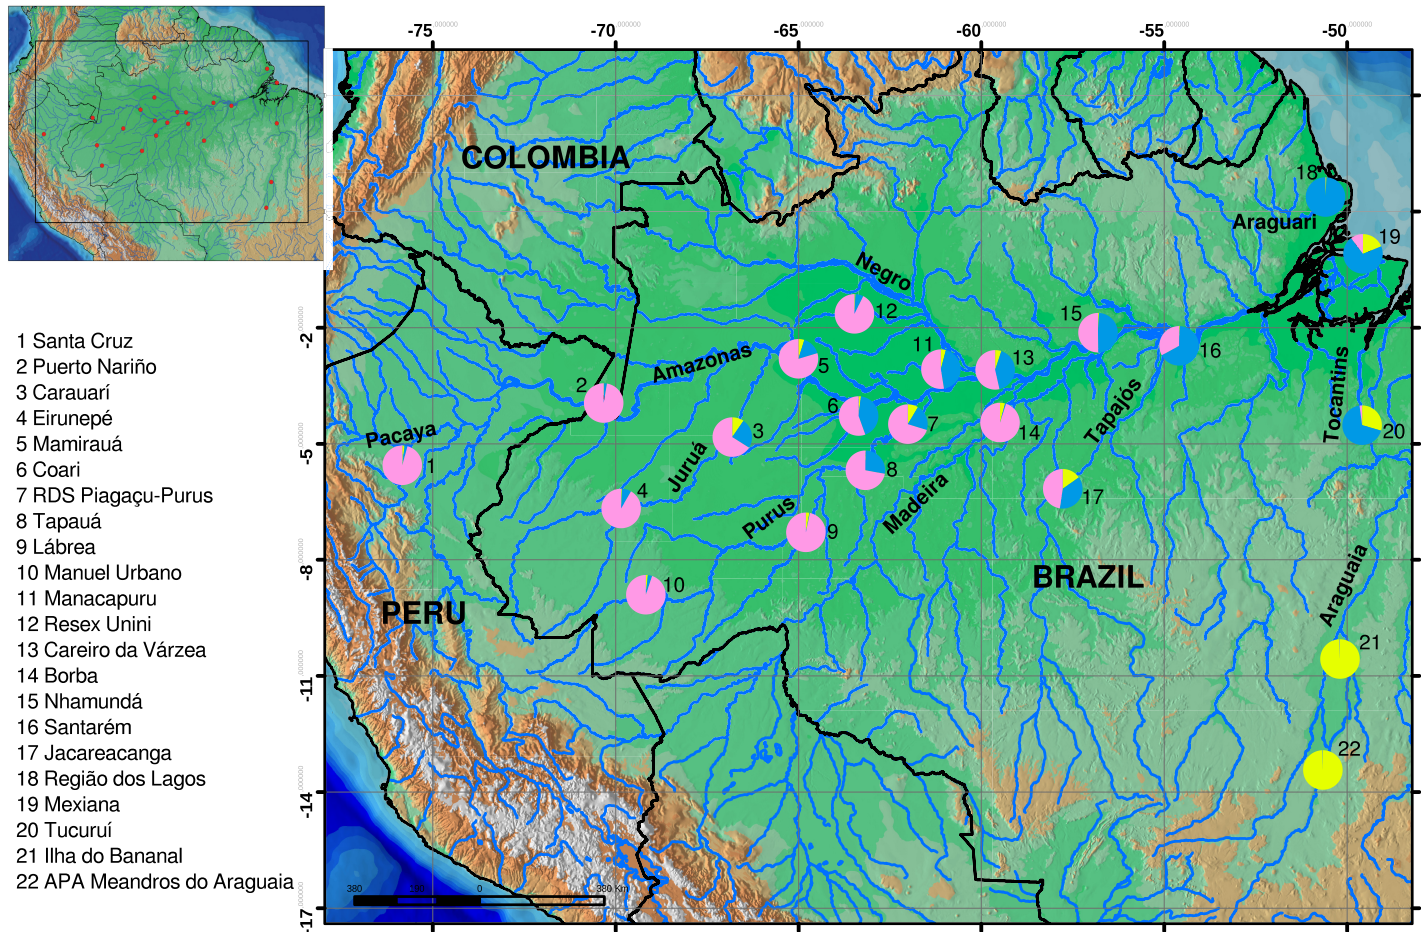 -75 -70 -65 -60 -55 -50
COLOMBIA
18
Araguari
19
Negro
-2
12
15
11
13
16
Amazonas
5
2
6
7
14
Tapajós
Tocantins
20
Pacaya
1
3
-5
Juruá
8
Madeira
4
Purus
9
17
-8
10
BRAZIL
PERU
Araguaia
21
-11
22
-14
380
0
380 Km
-17
1 Santa Cruz
2 Puerto Nariño
3 Carauarí
4 Eirunepé
5 Mamirauá
6 Coari
7 RDS Piagaçu-Purus
8 Tapauá
9 Lábrea
10 Manuel Urbano
11 Manacapuru
12 Resex Unini
13 Careiro da Várzea
14 Borba
15 Nhamundá
16 Santarém
17 Jacareacanga
18 Região dos Lagos
19 Mexiana
20 Tucuruí
21 Ilha do Bananal
22 APA Meandros do Araguaia